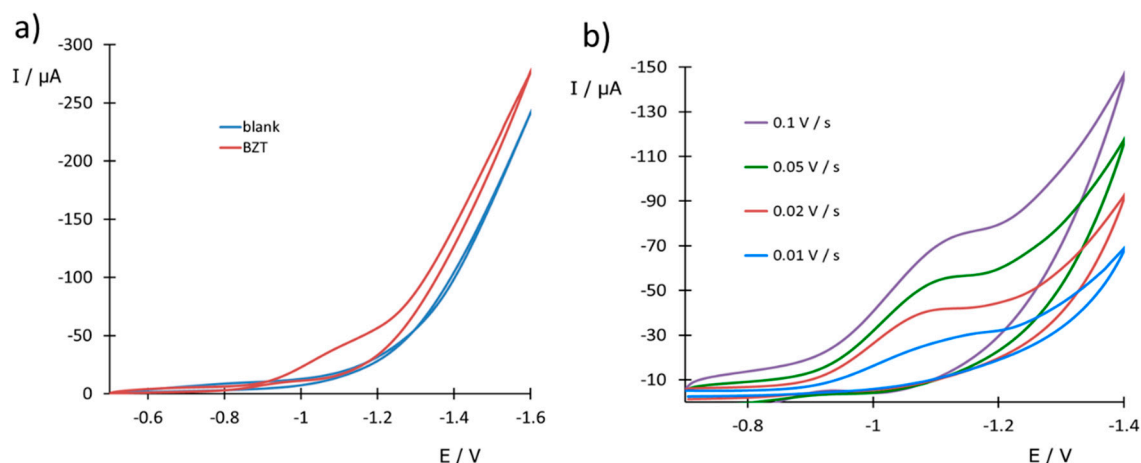 a)
I / µA
-300
-250
-200
-150
-100
-50
0
blank
BZT
-0.6
-0.8
-1
-1.2
-1.4
-1.6
E / V
b)
I / µA
-150
-130
-110
-90
-70
-50
-30
-10
0.1 V / s
0.05 V / s
0.02 V / s
0.01 V / s
-0.8
-1
-1.2
-1.4
E / V